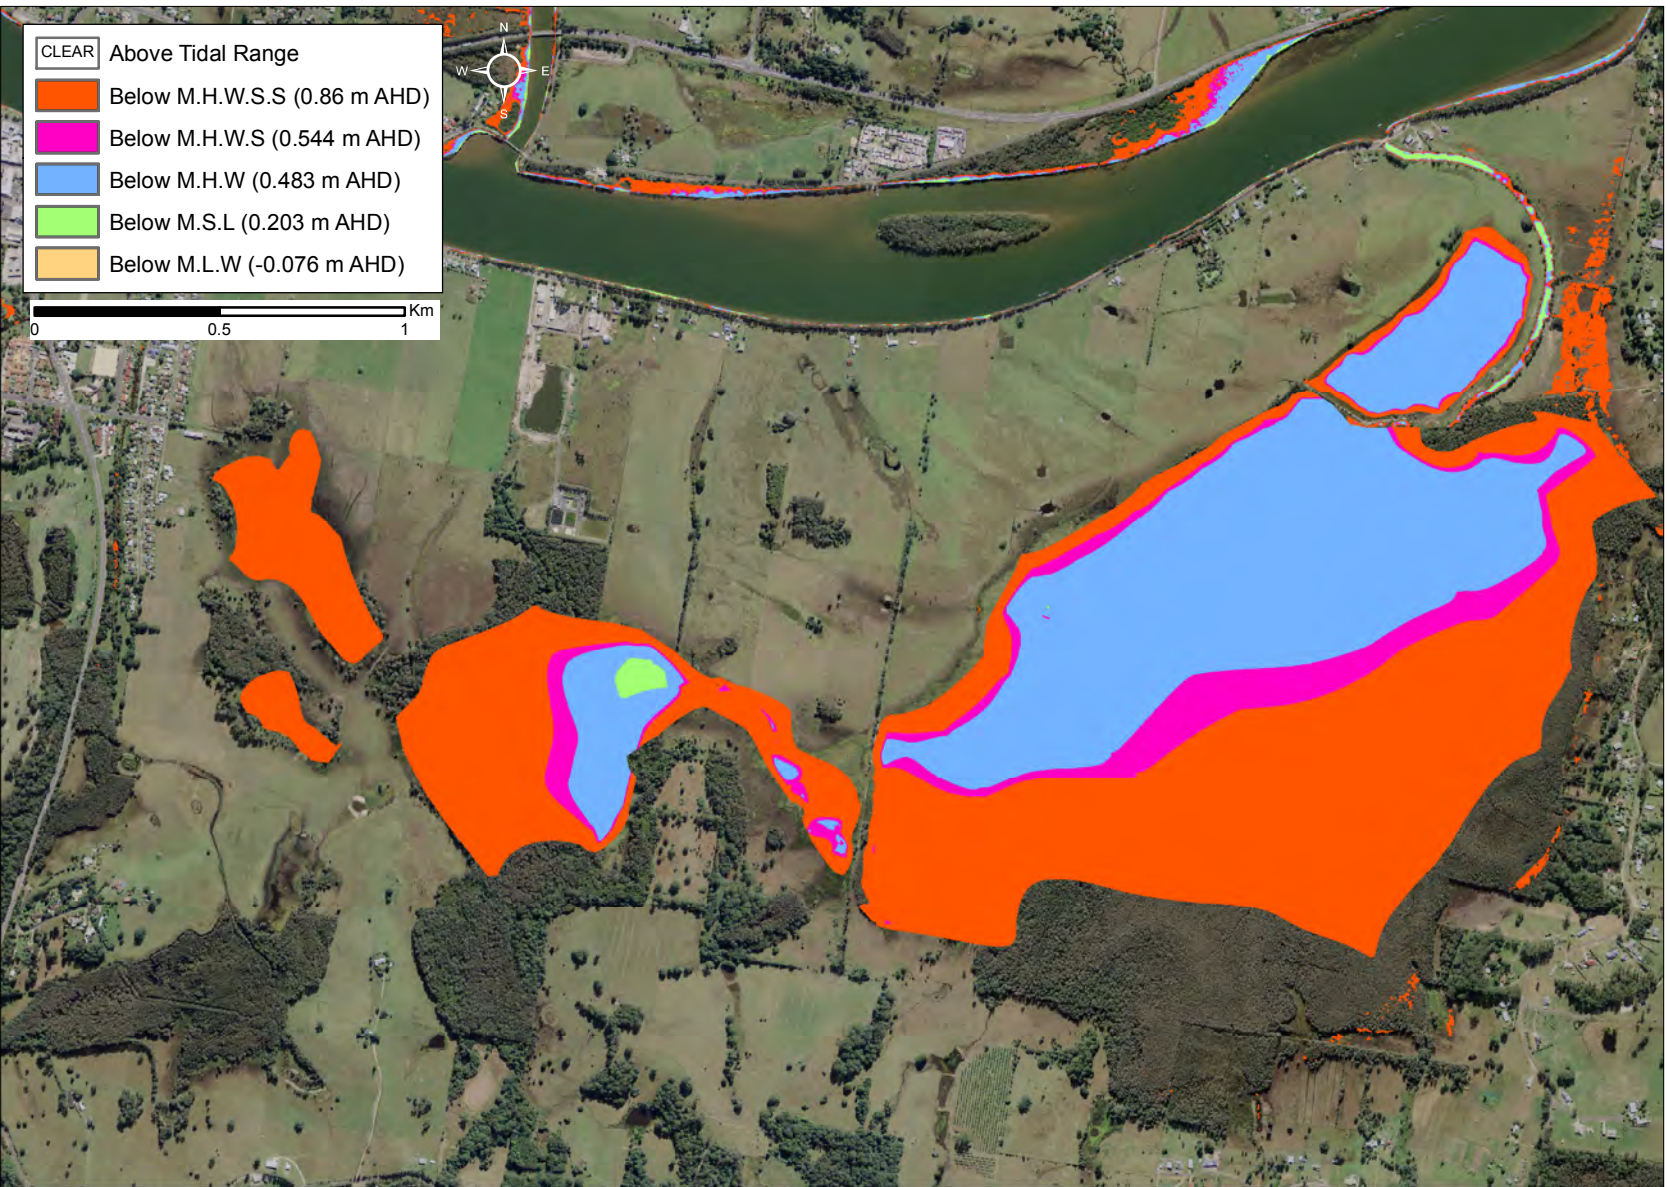 CLEAR Above Tidal Range
Below M.H.W.S.S (0.86 m AHD)
Below M.H.W.S (0.544 m AHD)
Below M.H.W (0.483 m AHD)
Below M.S.L (0.203 m AHD)
Below M.L.W (-0.076 m AHD)
Km
0 0.5 1
N
W E
S